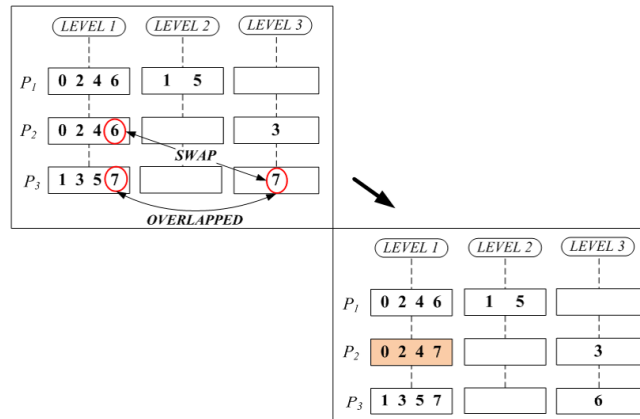 LEVEL 1 LEVEL 2 LEVEL 3
P1 0 2 4 6 1 5
P2 0 2 4 6 3
SWAP
P3 1 3 5 7 7
OVERLAPPED
LEVEL 1 LEVEL 2 LEVEL 3
P1 0 2 4 6 1 5
P2 0 2 4 7 3
P3 1 3 5 7 6